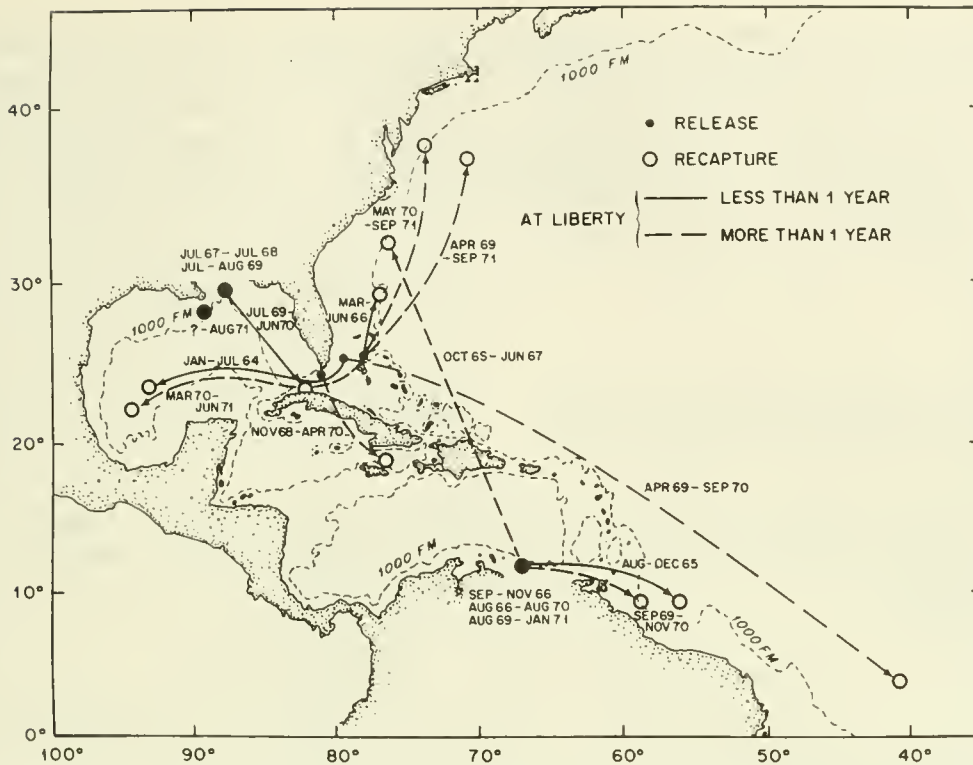 1000 FM
40°
30°
20°
10°
0°
100°
90°
80°
70°
60°
50°
40°
RELEASE
RECAPTURE
AT LIBERTY
LESS THAN 1 YEAR
MORE THAN 1 YEAR
MAY 70
-SEP 71
APR 69
-SEP 71
JUL 67-JUL 68
JUL-AUG 69
1000 FM
?-AUG 71
JUL 69-
JUN 70
MAR-
JUN 66
JAN-JUL 64
OCT 65-JUN 67
MAR 70-
JUN 71
NOV 68-APR 70
APR 69-SEP 70
1000 FM
AUG-DEC 65
SEP-NOV 66
AUG 66-AUG 70
AUG 69-JAN 71
SEP 69-
NOV 70
1000 FM